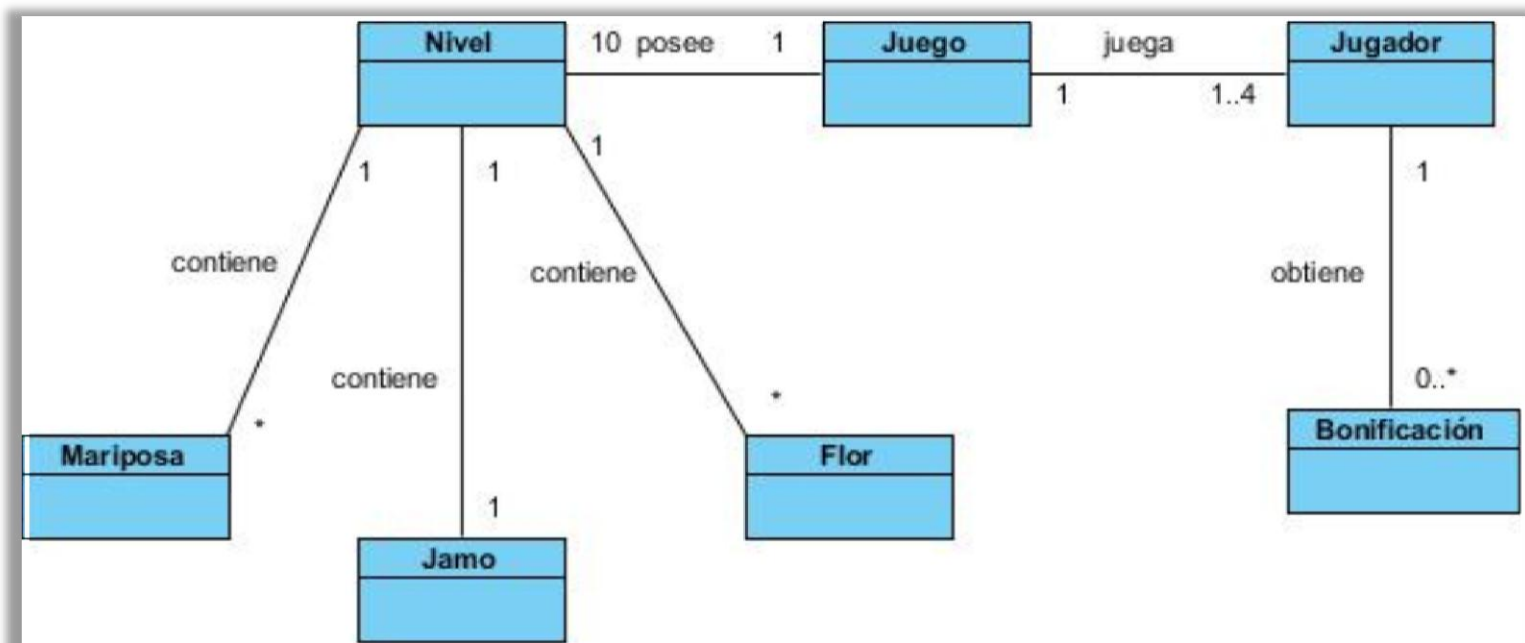 Nivel
10 posee 1
Juego
juega
1 1..4
Jugador
1
1
1
1
contiene
contiene
contiene
obtiene
*
*
1
0..*
Mariposa
Jamo
Flor
Bonificación